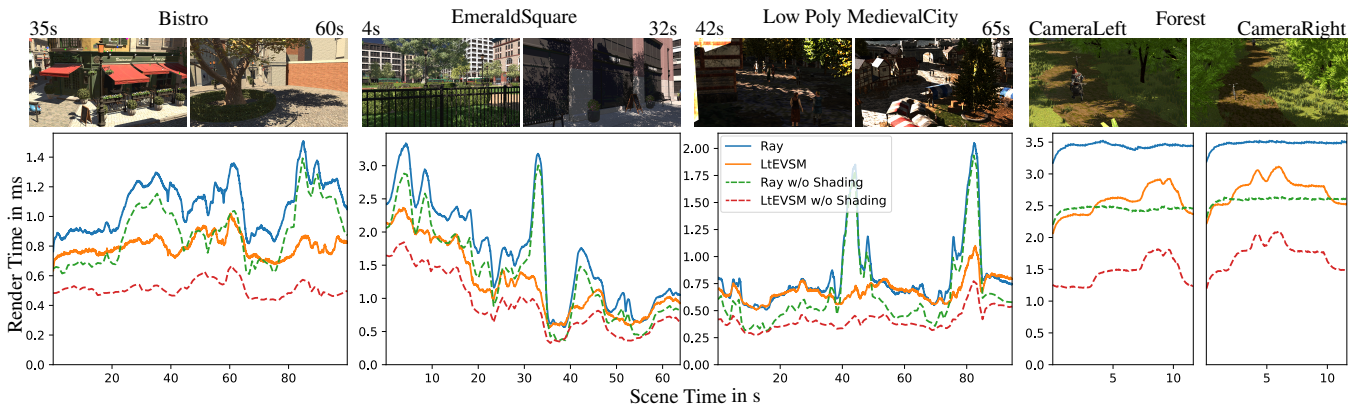 Bistro
35s 60s
EmeraldSquare
4s 32s
Low Poly MedievalCity
42s 65s
Forest
CameraLeft CameraRight
Render Time in ms
1.4
1.2
1.0
0.8
0.6
0.4
0.2
0.0
20 40 60 80 100
3.0
2.5
2.0
1.5
1.0
0.5
0.0
10 20 30 40 50 60
2.00
1.75
1.50
1.25
1.00
0.75
0.50
0.25
0.00
Ray
LtEVSM
Ray w/o Shading
LtEVSM w/o Shading
20 40 60 80
3.5
3.0
2.5
2.0
1.5
1.0
0.5
0.0
5 10
5 10
Scene Time in s